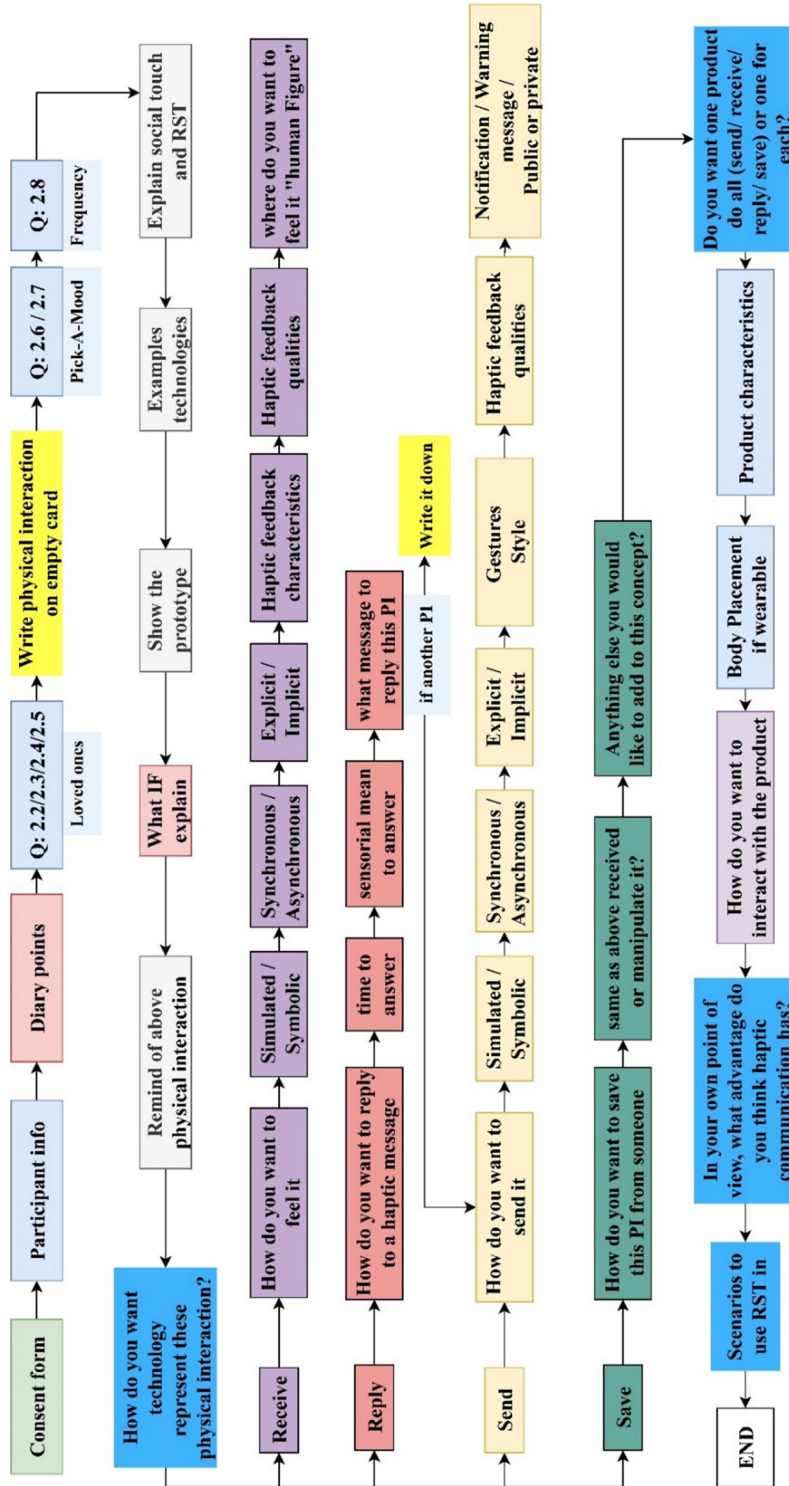 Consent form
Participant info
Diary points
Q: 2.2/2.3/2.4/2.5
Loved ones
Write physical interaction
on empty card
Q: 2.6 / 2.7
Pick-A-Mood
Q: 2.8
Frequency
Explain social touch
and RST
Examples
technologies
Show the
prototype
What IF
explain
Remind of above
physical interaction
How do you want
technology
represent these
physical interaction?
Receive
How do you want to
feel it
Simulated /
Symbolic
Synchronous /
Asynchronous
Explicit /
Implicit
Haptic feedback
characteristics
Haptic feedback
qualities
where do you want to
feel it "human Figure"
Reply
How do you want to reply
to a haptic message
time to
answer
sensorial mean
to answer
what message to
reply this PI
if another PI
Write it down
Send
How do you want to
send it
Simulated /
Symbolic
Synchronous /
Asynchronous
Explicit /
Implicit
Gestures
Style
Haptic feedback
qualities
Notification / Warning
message /
Public or private
Save
How do you want to save
this PI from someone
same as above received
or manipulate it?
Anything else you would
like to add to this concept?
Do you want one product
do all (send/ receive/
reply/ save) or one for
each?
Product characteristics
Body Placement
if wearable
How do you want to
interact with the product
In your own point of
view, what advantage do
you think haptic
communication has?
Scenarios to
use RST in
END